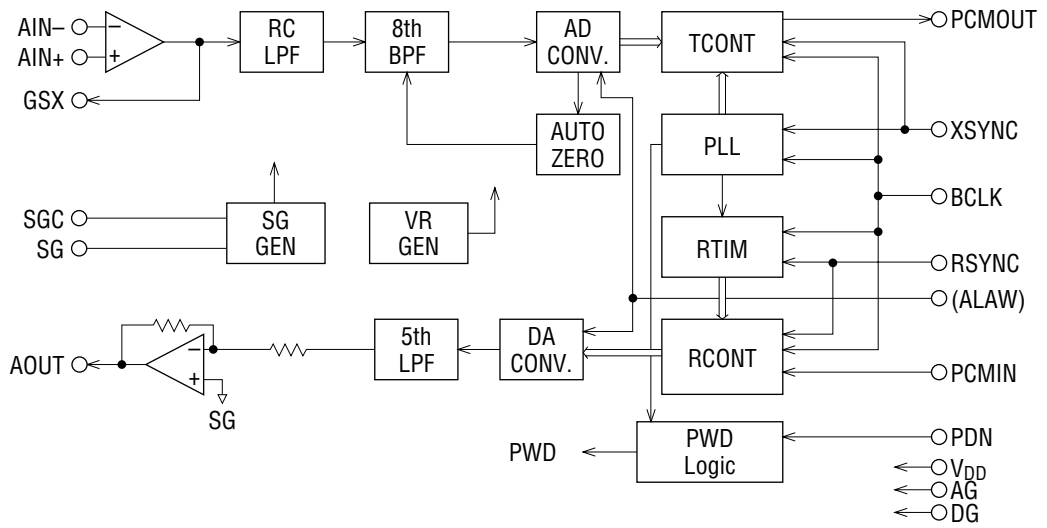 AIN–
AIN+
GSX
–
+
RC
LPF
8th
BPF
AD
CONV.
TCONT
PCMOUT
AUTO
ZERO
PLL
XSYNC
BCLK
SGC
SG
SG
GEN
VR
GEN
RTIM
RSYNC
(ALAW)
AOUT
–
+
SG
5th
LPF
DA
CONV.
RCONT
PCMIN
PWD
PWD
Logic
PDN
VDD
AG
DG